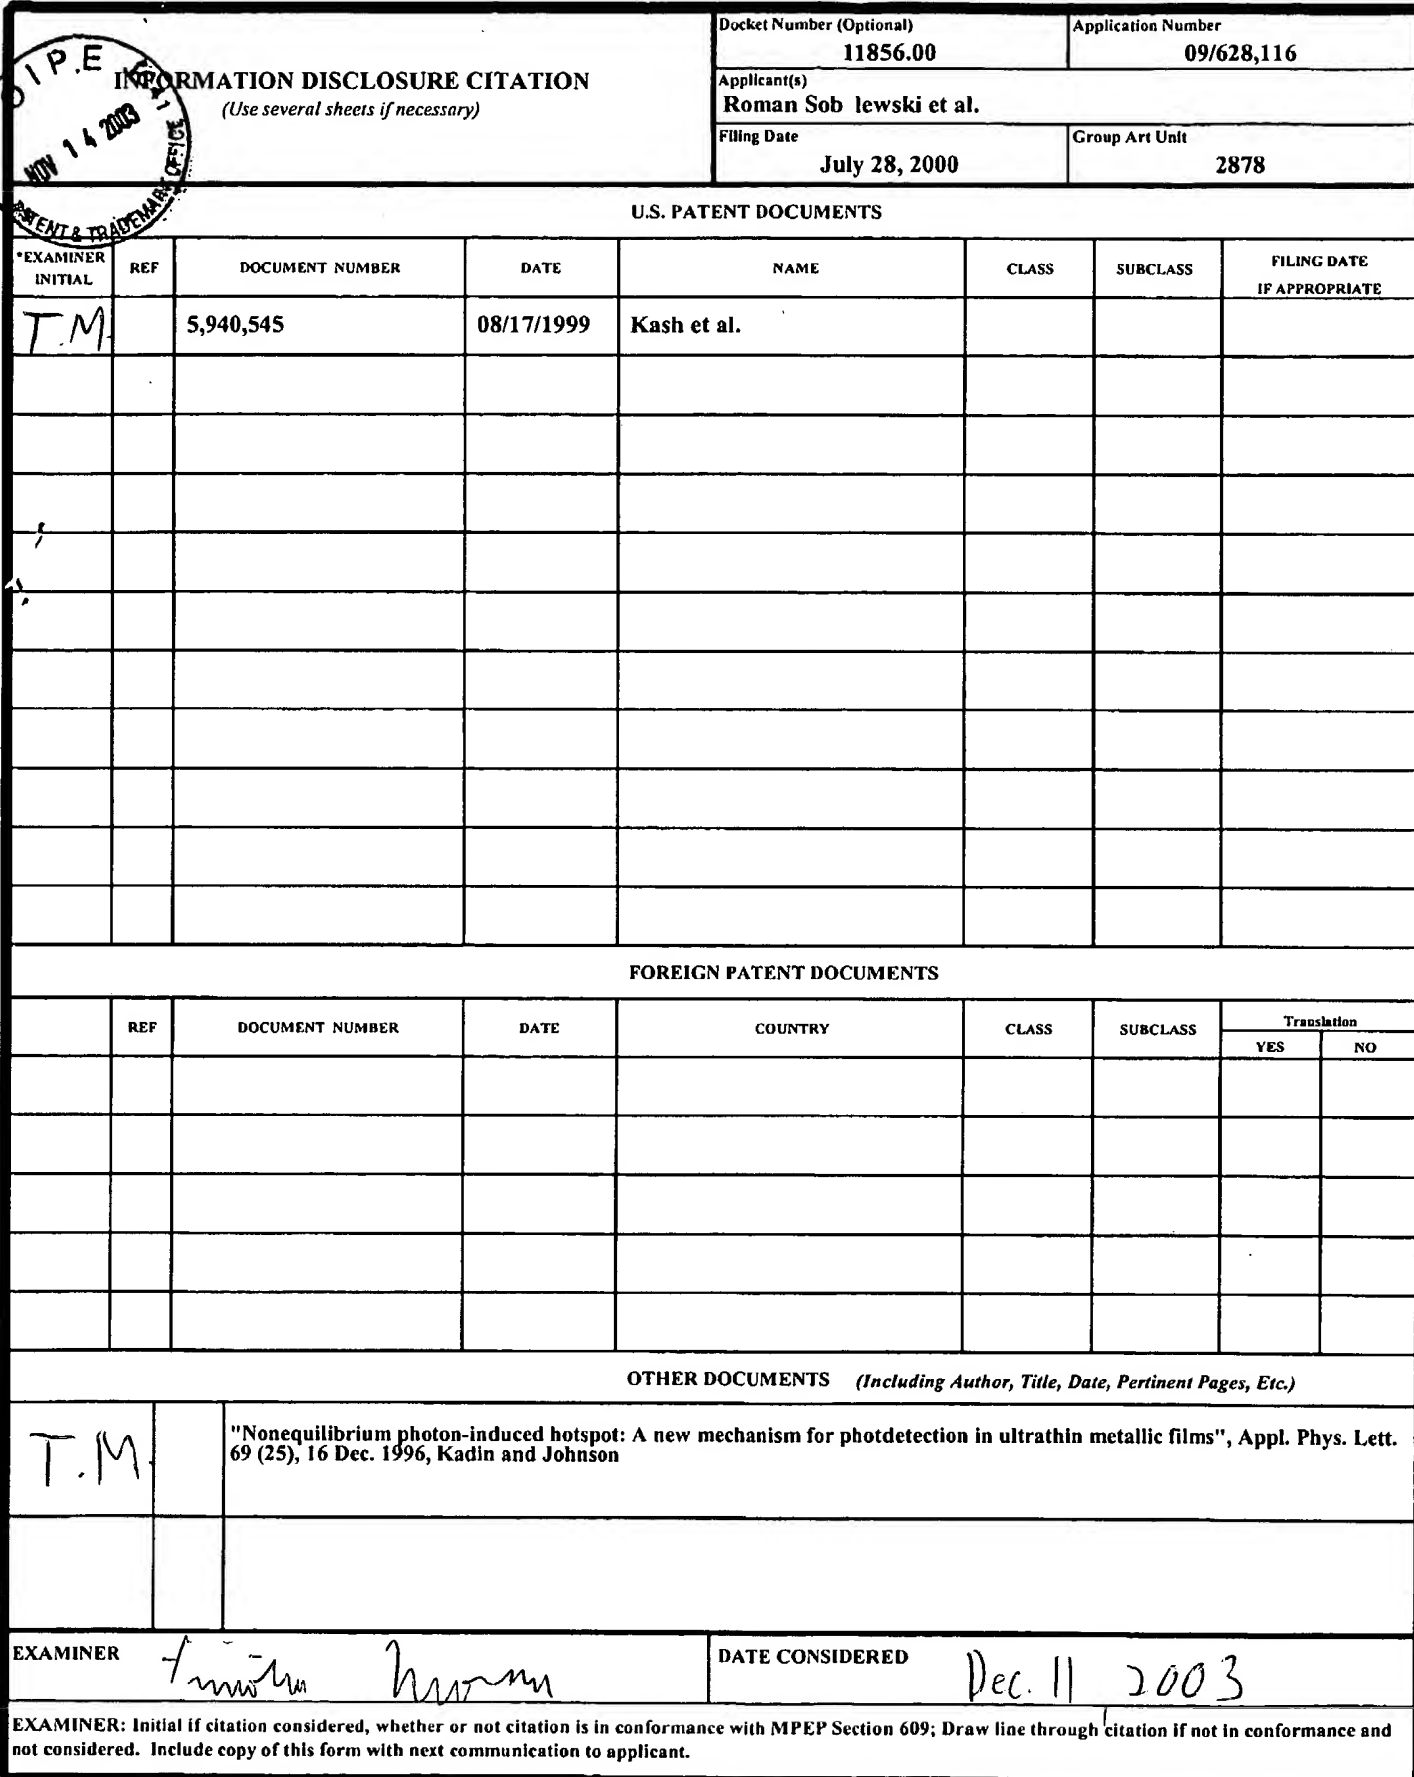 OIPE
NOV 14 2003
PATENT & TRADEMARK OFFICE
INFORMATION DISCLOSURE CITATION
(Use several sheets if necessary)
Docket Number (Optional)
11856.00
Application Number
09/628,116
Applicant(s)
Roman Sob lewski et al.
Filing Date
July 28, 2000
Group Art Unit
2878
U.S. PATENT DOCUMENTS
*EXAMINER INITIAL REF DOCUMENT NUMBER DATE NAME CLASS SUBCLASS FILING DATE IF APPROPRIATE
T.M. 5,940,545 08/17/1999 Kash et al.
FOREIGN PATENT DOCUMENTS
REF DOCUMENT NUMBER DATE COUNTRY CLASS SUBCLASS Translation
YES NO
OTHER DOCUMENTS (Including Author, Title, Date, Pertinent Pages, Etc.)
T.M. "Nonequilibrium photon-induced hotspot: A new mechanism for photdetection in ultrathin metallic films", Appl. Phys. Lett.
69 (25), 16 Dec. 1996, Kadin and Johnson
EXAMINER
DATE CONSIDERED Dec. 11 2003
EXAMINER: Initial if citation considered, whether or not citation is in conformance with MPEP Section 609; Draw line through citation if not in conformance and
not considered. Include copy of this form with next communication to applicant.